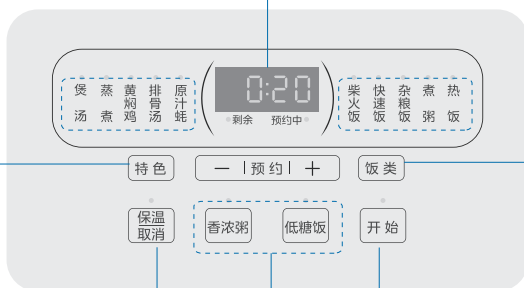 煲汤
蒸煮
黄焖鸡
排骨汤
原汁蚝
0:20
剩余 预约中
柴火饭
快速饭
杂粮饭
煮粥
热饭
特色
— 预约 +
饭类
保温
取消
香浓粥
低糖饭
开始